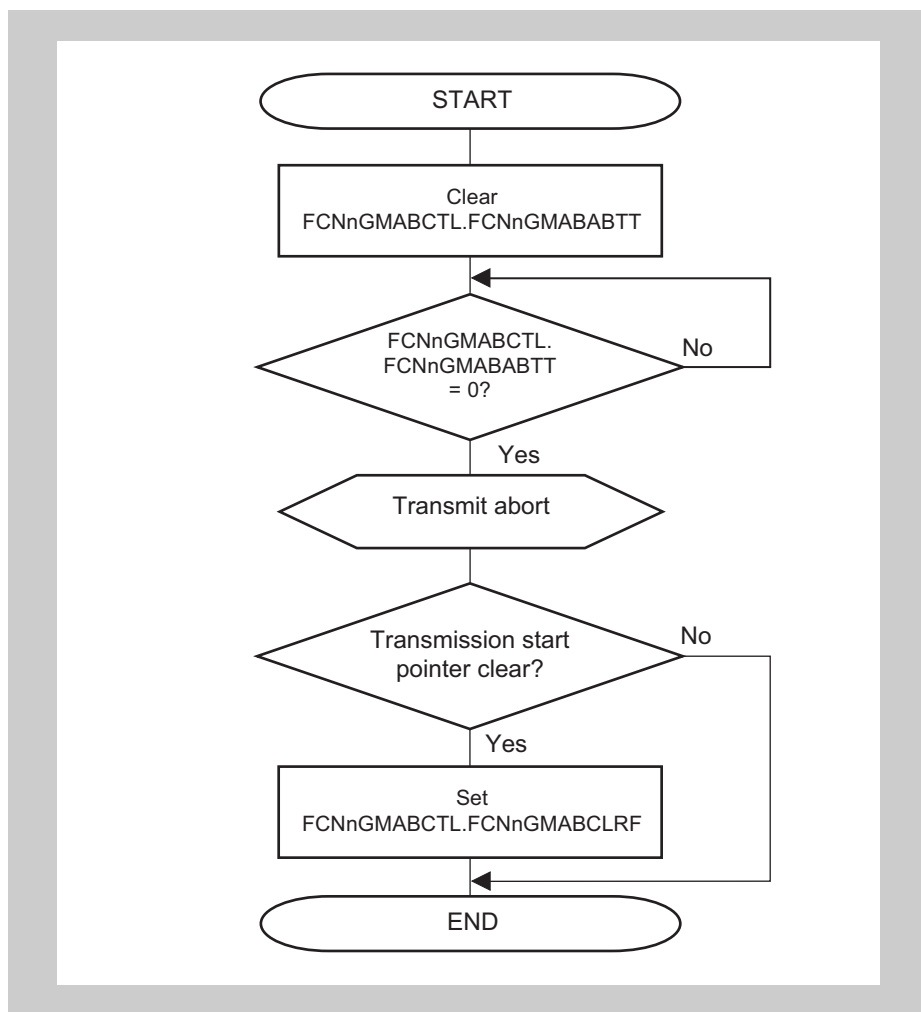 START
Clear
FCNnGMABCTL.FCNnGMABABTT
FCNnGMABCTL.
FCNnGMABABTT
= 0?
No
Yes
Transmit abort
Transmission start
pointer clear?
No
Yes
Set
FCNnGMABCTL.FCNnGMABCLRF
END